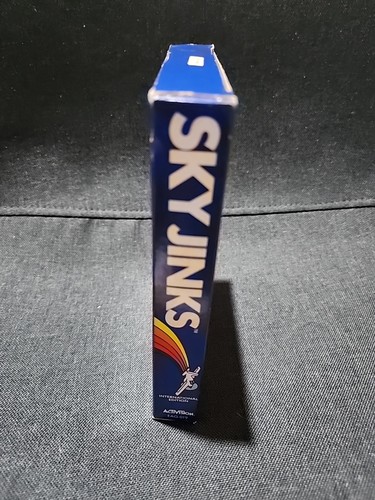 SKY JINKS
INTERNATIONAL
EDITION
ACTIVISION